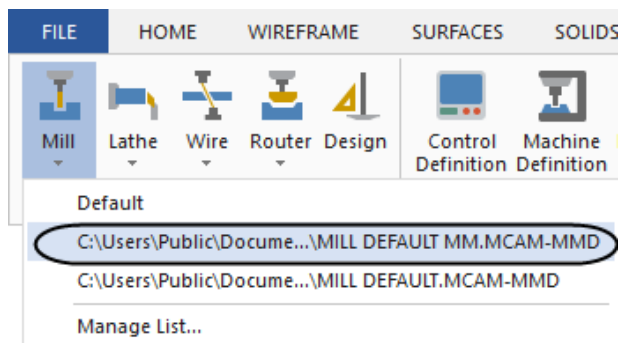 FILE HOME WIREFRAME SURFACES SOLIDS
Mill Lathe Wire Router Design Control Definition Machine Definition
Default
C:\Users\Public\Docume...\MILL DEFAULT MM.MCAM-MMD
C:\Users\Public\Docume...\MILL DEFAULT.MCAM-MMD
Manage List...